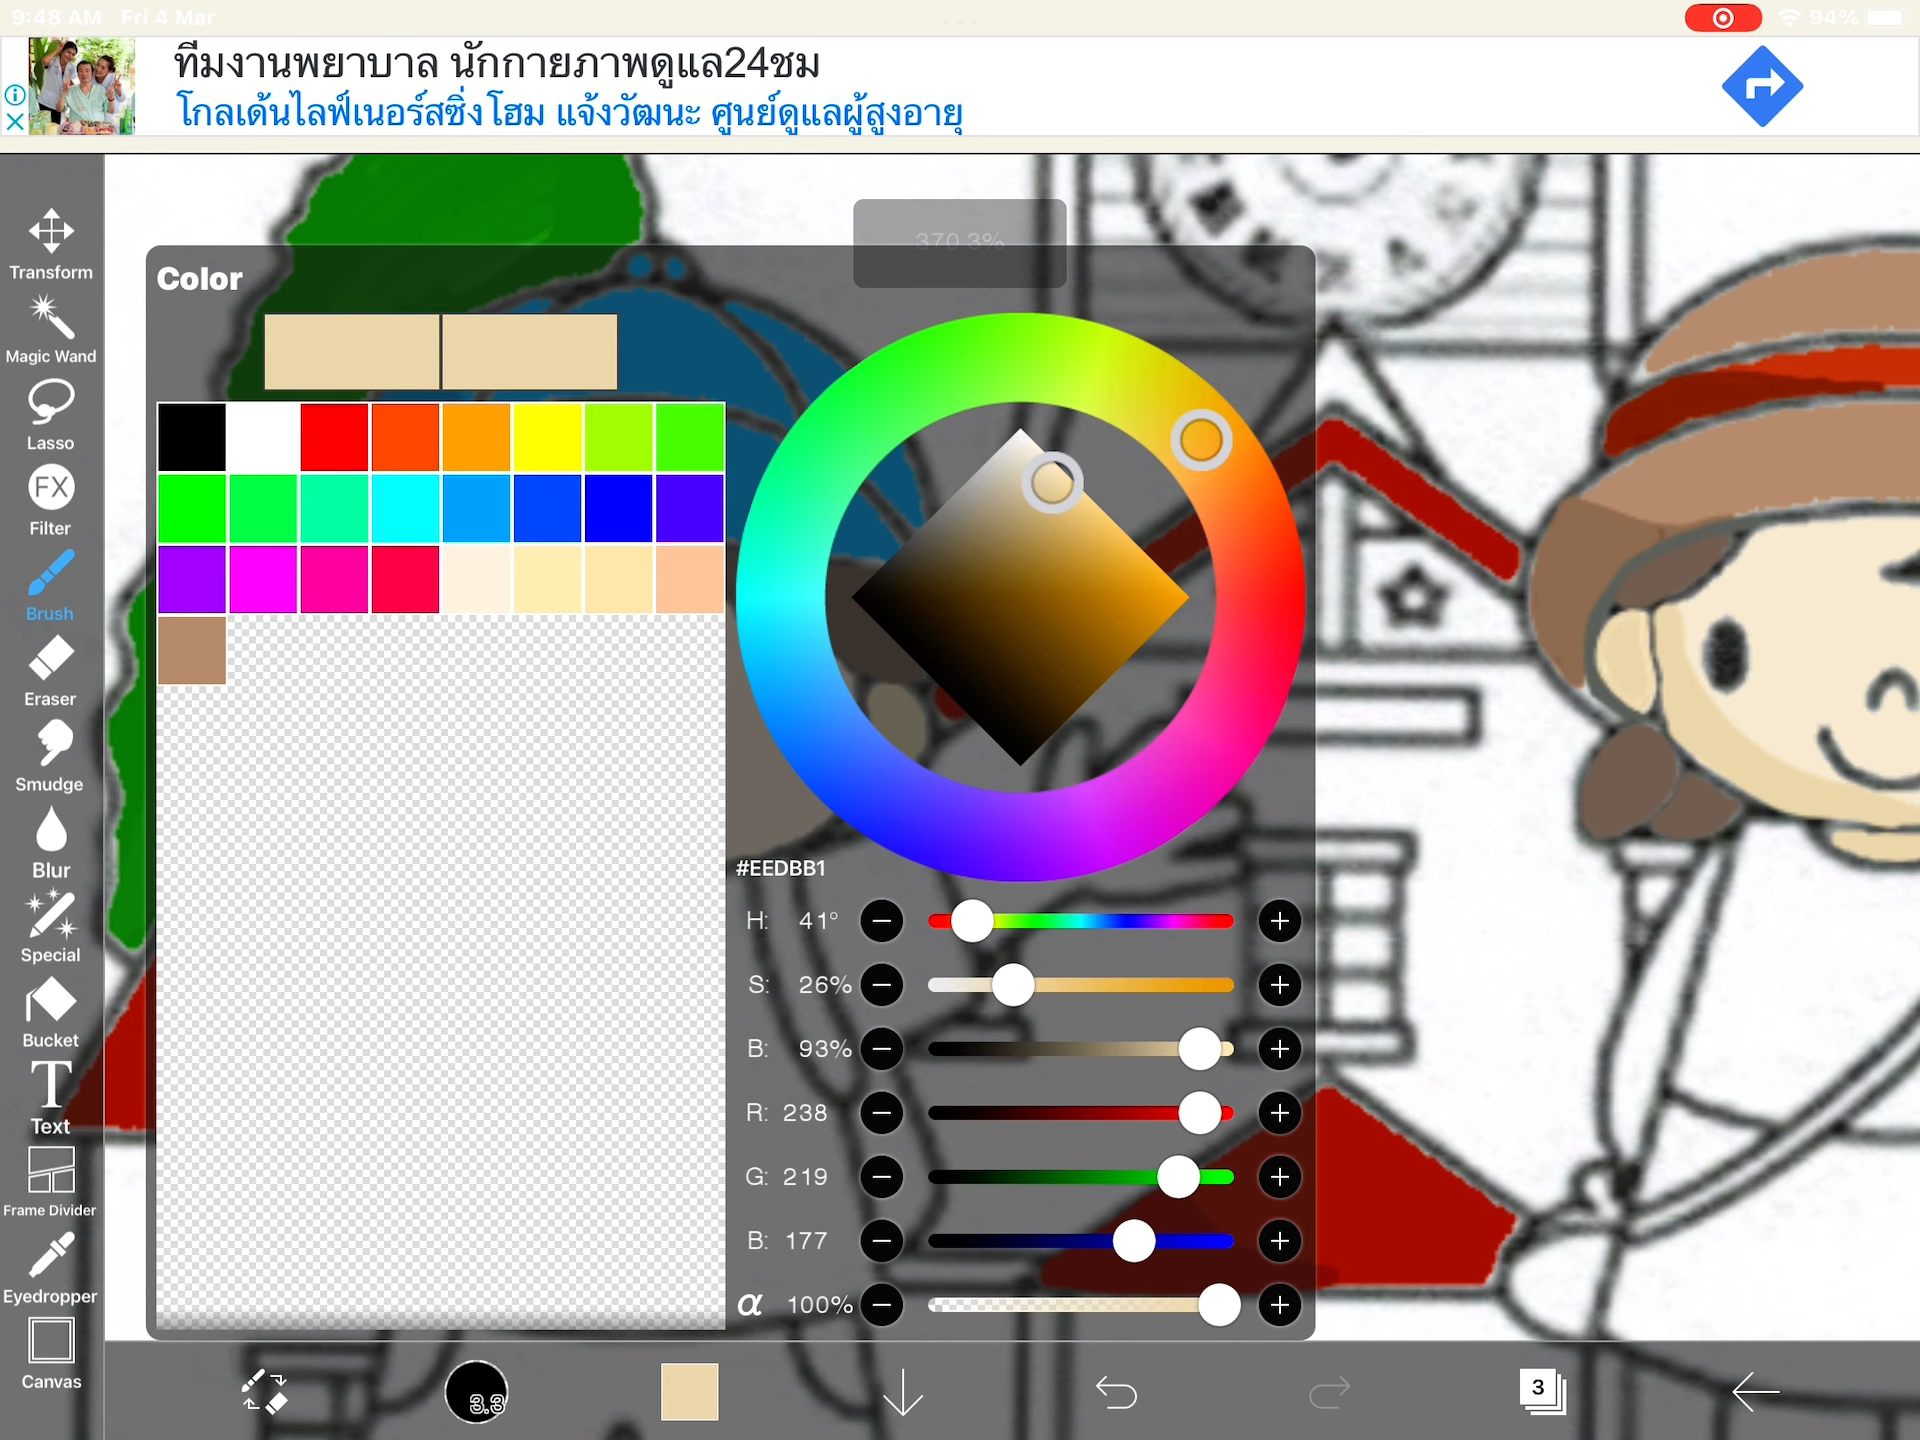 9:48 AM Fri 4 Mar
94%
ทีมงานพยาบาล นักกายภาพดูแล24ชม
โกลเด้นไลฟ์เนอร์สซิ่งโฮม แจ้งวัฒนะ ศูนย์ดูแลผู้สูงอายุ
370.3%
Transform
Magic Wand
Lasso
FX
Filter
Brush
Eraser
Smudge
Blur
Special
Bucket
T
Text
Frame Divider
Eyedropper
Canvas
Color
#EEDBB1
H: 41°
S: 26%
B: 93%
R: 238
G: 219
B: 177
α 100%
3.3
3